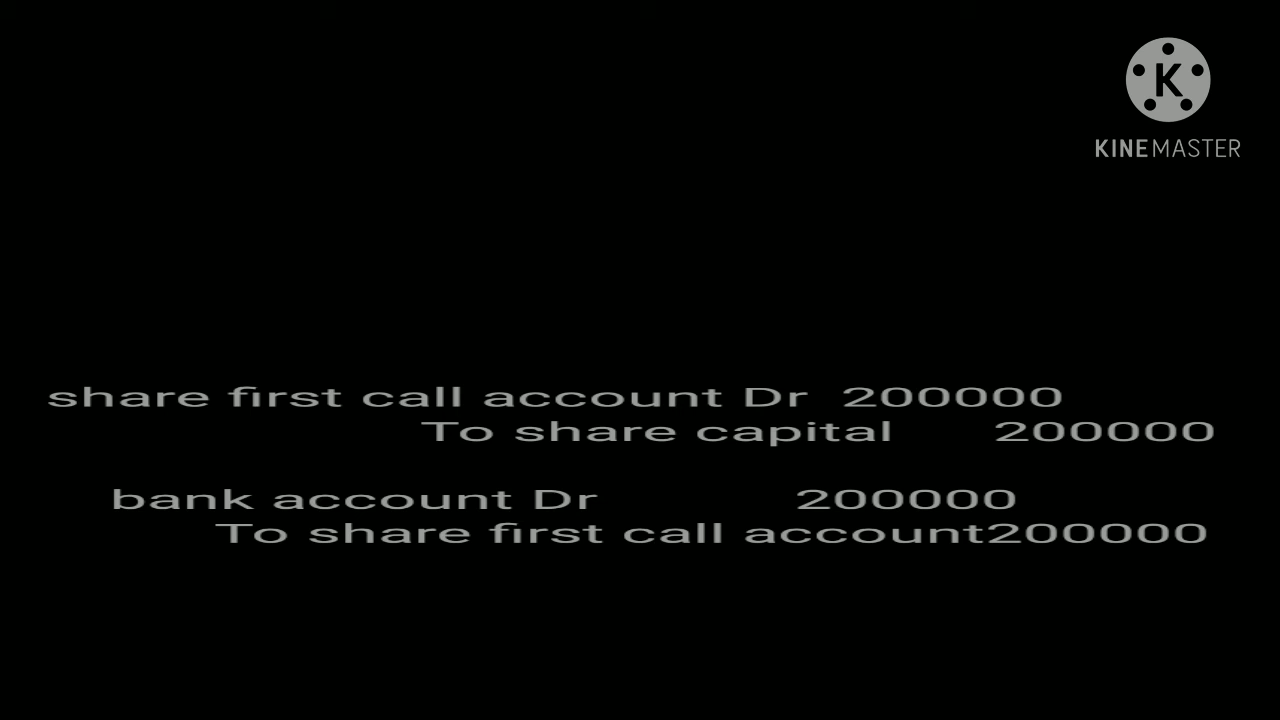 K
KINEMASTER
share first call account Dr 200000
To share capital 200000
bank account Dr 200000
To share first call account200000